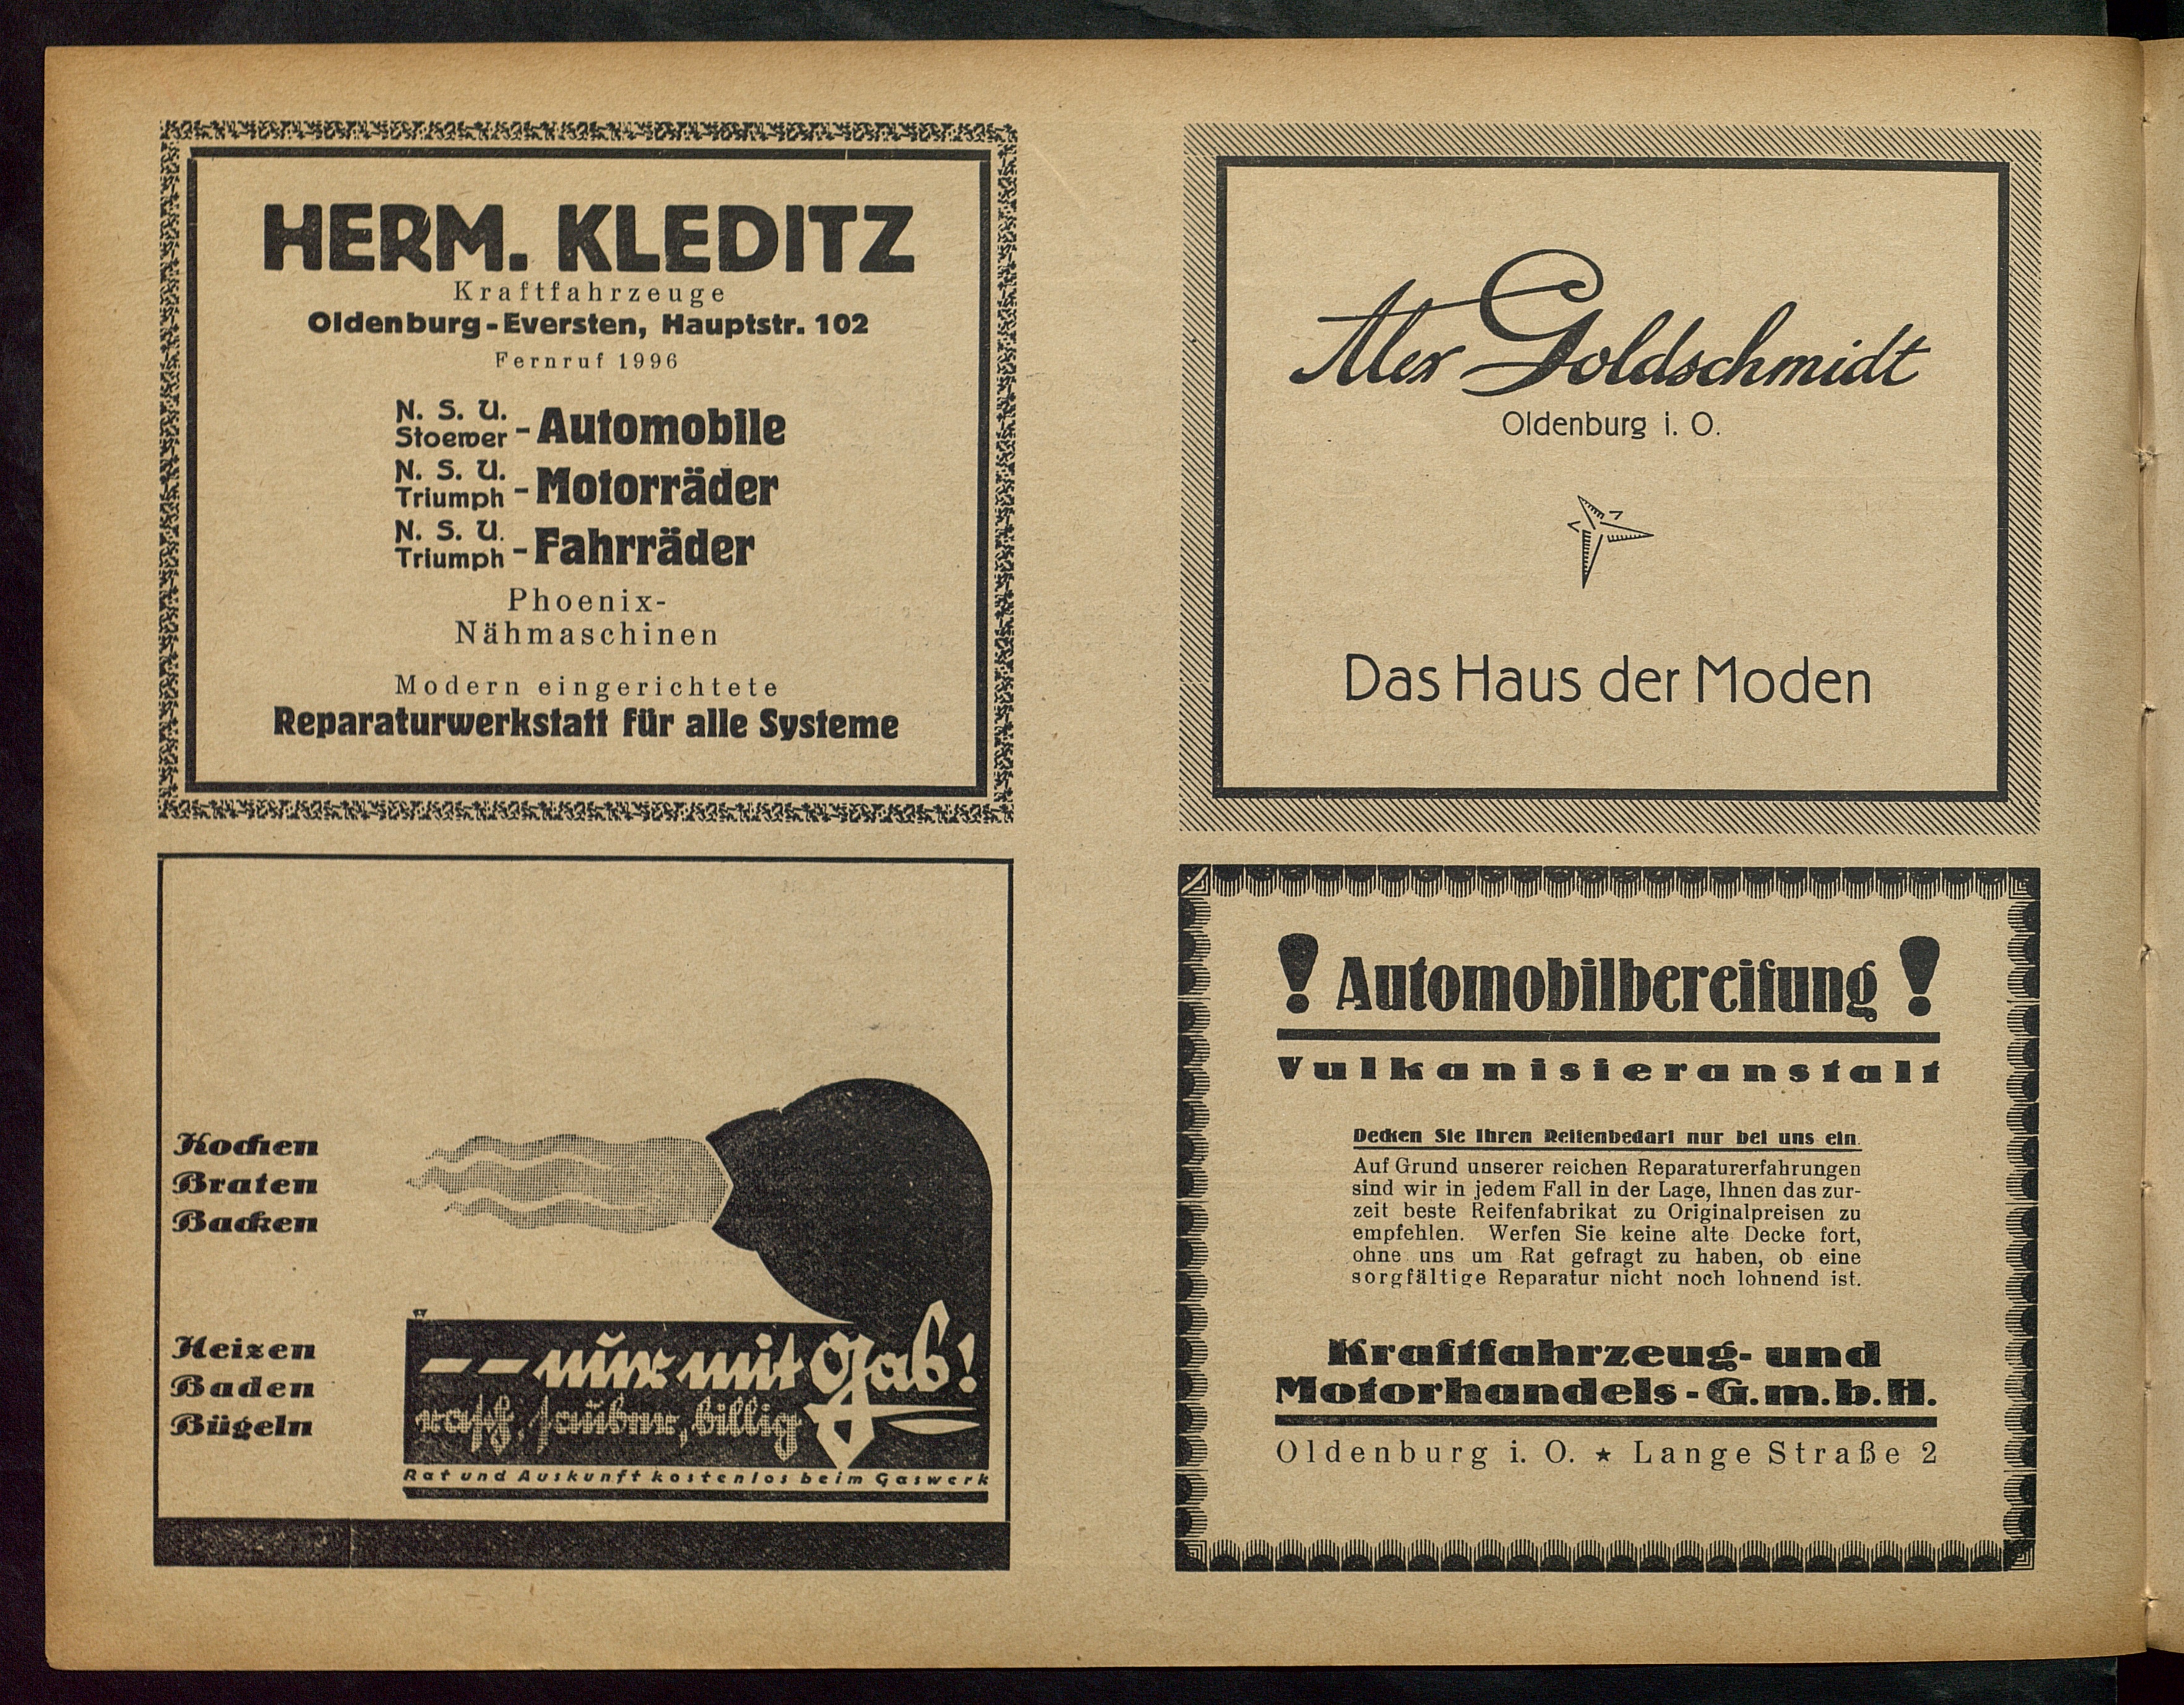 HERM. KLEDITZ
Kraftfahrzeuge
Oldenburg-Eversten, Hauptstr. 102
Fernruf 1996
N. S. U.
Stoewer - Automobile
N. S. U.
Triumph - Motorräder
N. S. U.
Triumph - Fahrräder
Phoenix-
Nähmaschinen
Modern eingerichtete
Reparaturwerkstatt für alle Systeme
Kochen
Braten
Backen
Heizen
Baden
Bügeln
-- nur mit Gas!
rasch, sauber, billig
Rat und Auskunft kostenlos beim Gaswerk
Alex Goldschmidt
Oldenburg i. O.
Das Haus der Moden
! Automobilbereifung !
Vulkanisieranstalt
Decken Sie Ihren Reifenbedarf nur bei uns ein.
Auf Grund unserer reichen Reparaturerfahrungen
sind wir in jedem Fall in der Lage, Ihnen das zur-
zeit beste Reifenfabrikat zu Originalpreisen zu
empfehlen. Werfen Sie keine alte Decke fort,
ohne uns um Rat gefragt zu haben, ob eine
sorgfältige Reparatur nicht noch lohnend ist.
Kraftfahrzeug- und
Motorhandels-G.m.b.H.
Oldenburg i. O. ★ Lange Straße 2